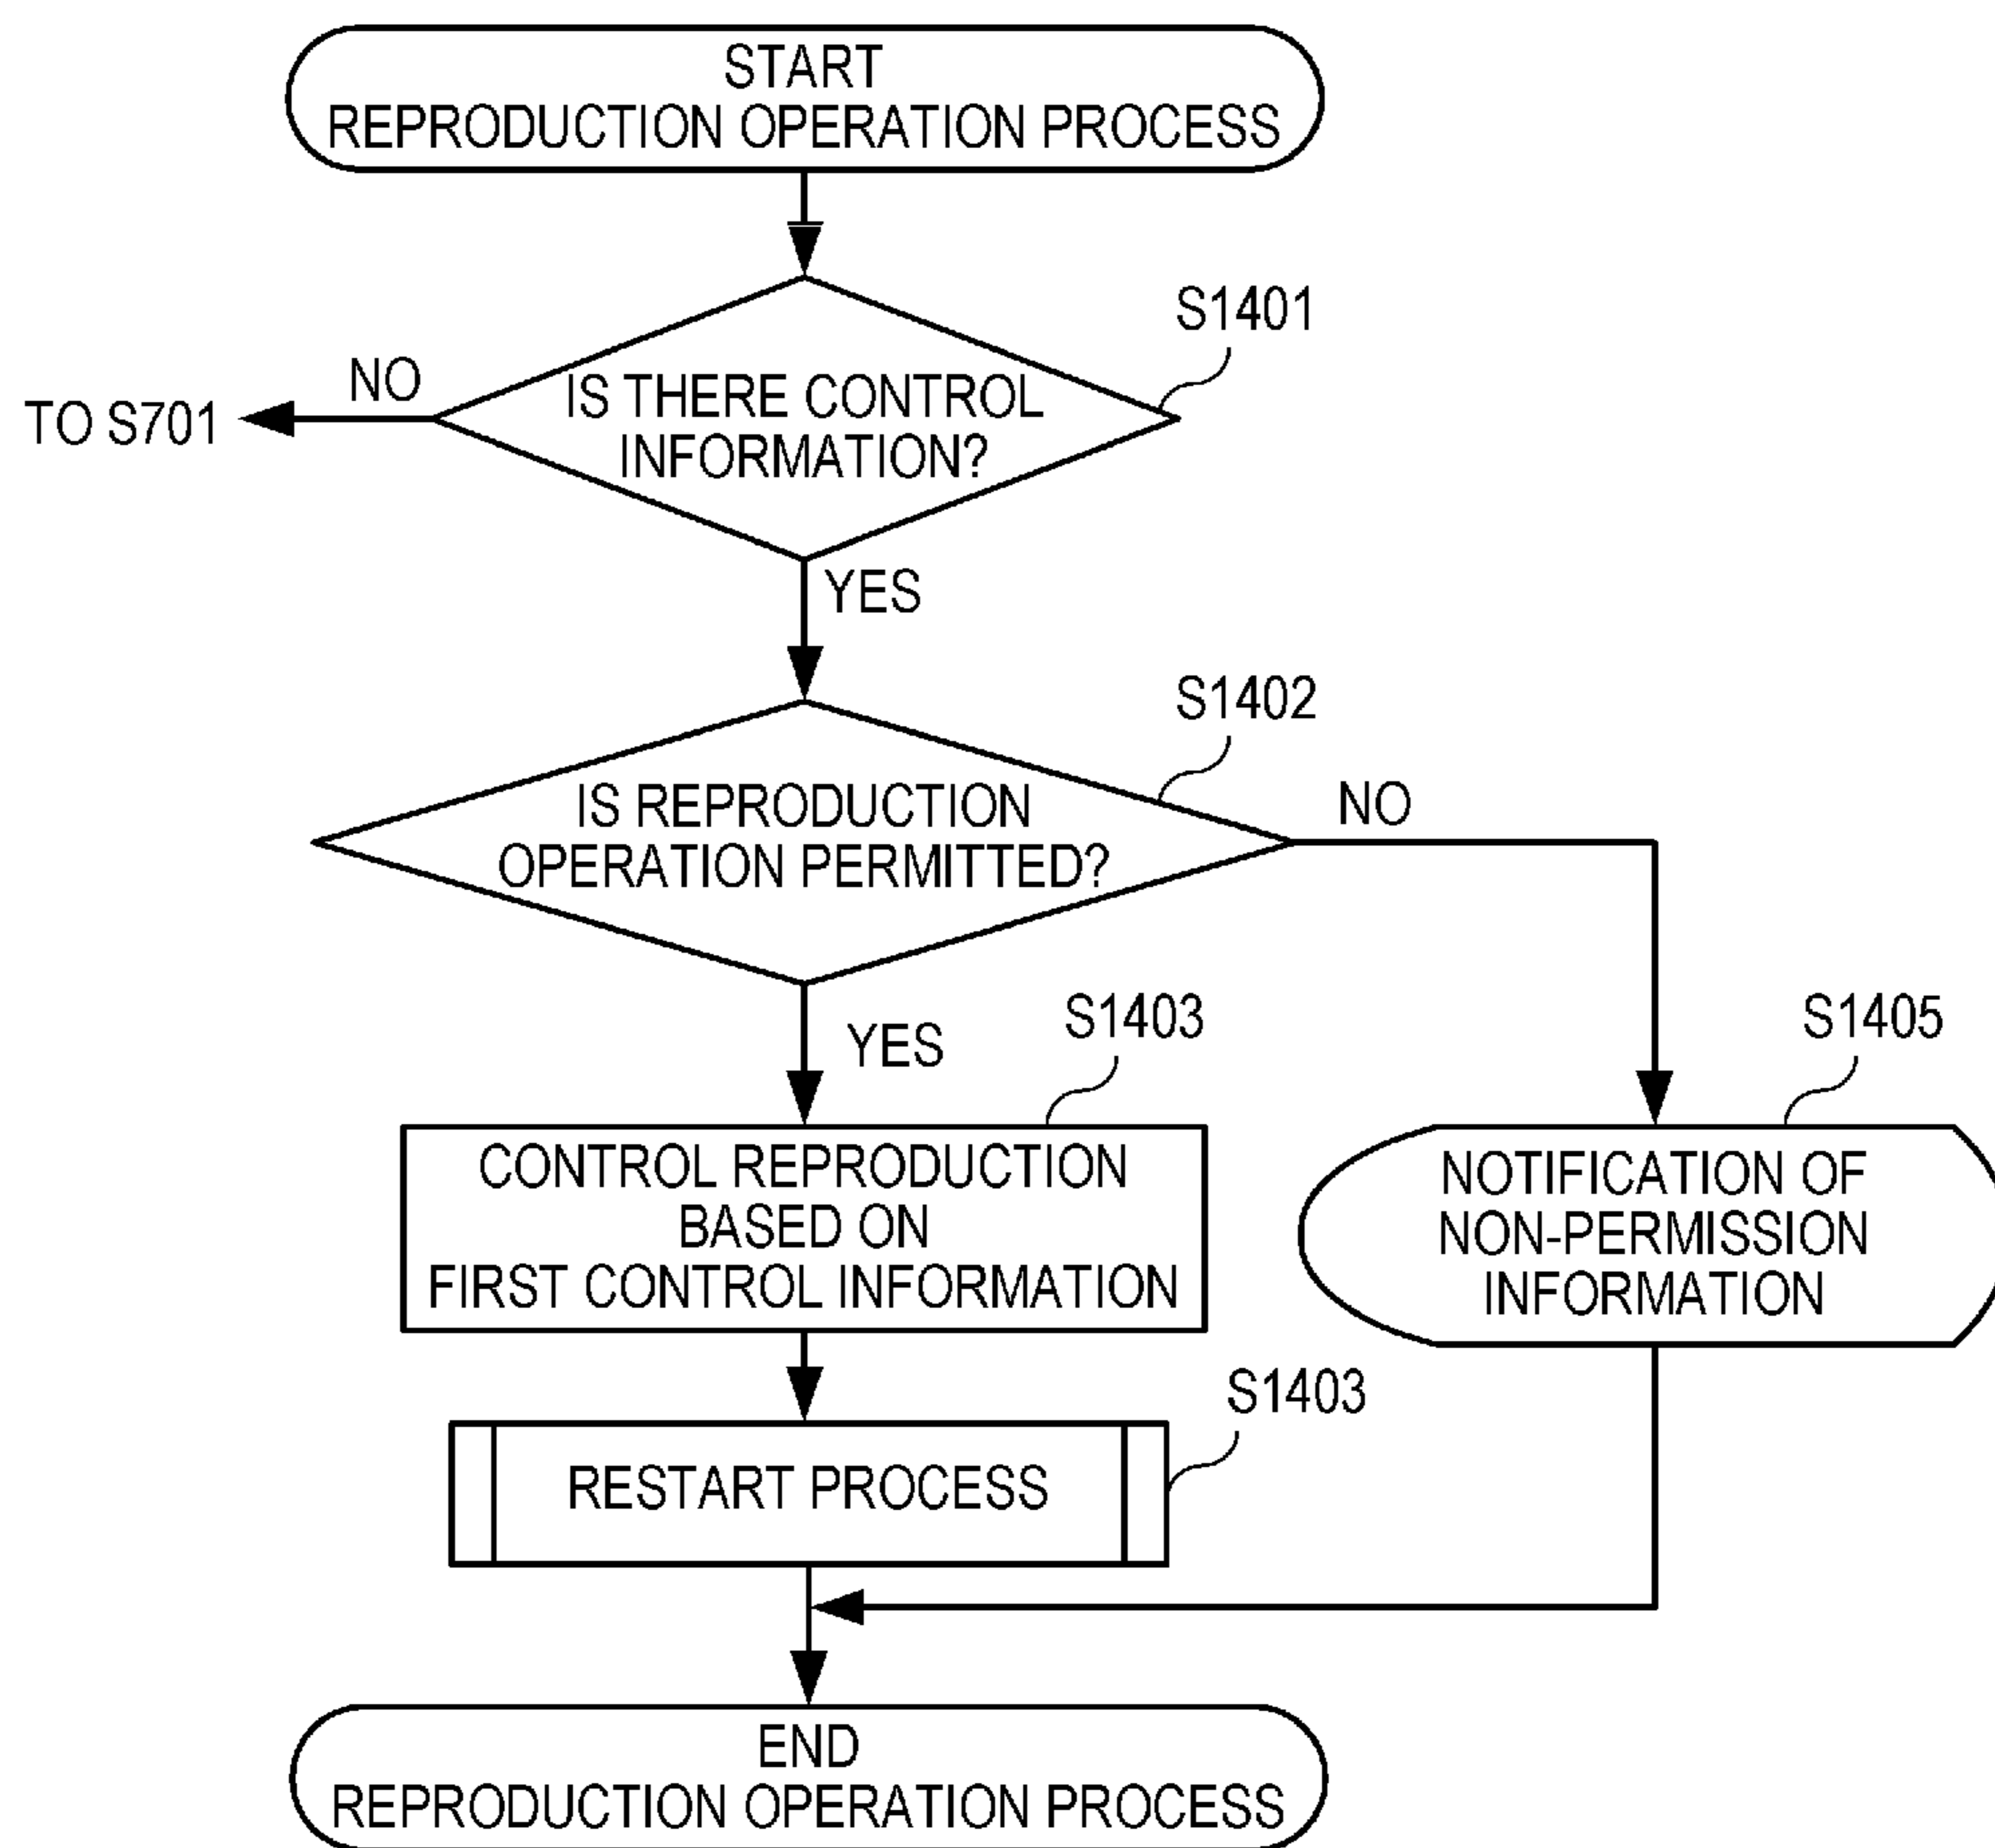 START
REPRODUCTION OPERATION PROCESS
S1401
NO
TO S701
IS THERE CONTROL
INFORMATION?
YES
S1402
IS REPRODUCTION
OPERATION PERMITTED?
NO
YES
S1403
S1405
CONTROL REPRODUCTION
BASED ON
FIRST CONTROL INFORMATION
NOTIFICATION OF
NON-PERMISSION
INFORMATION
S1403
RESTART PROCESS
END
REPRODUCTION OPERATION PROCESS